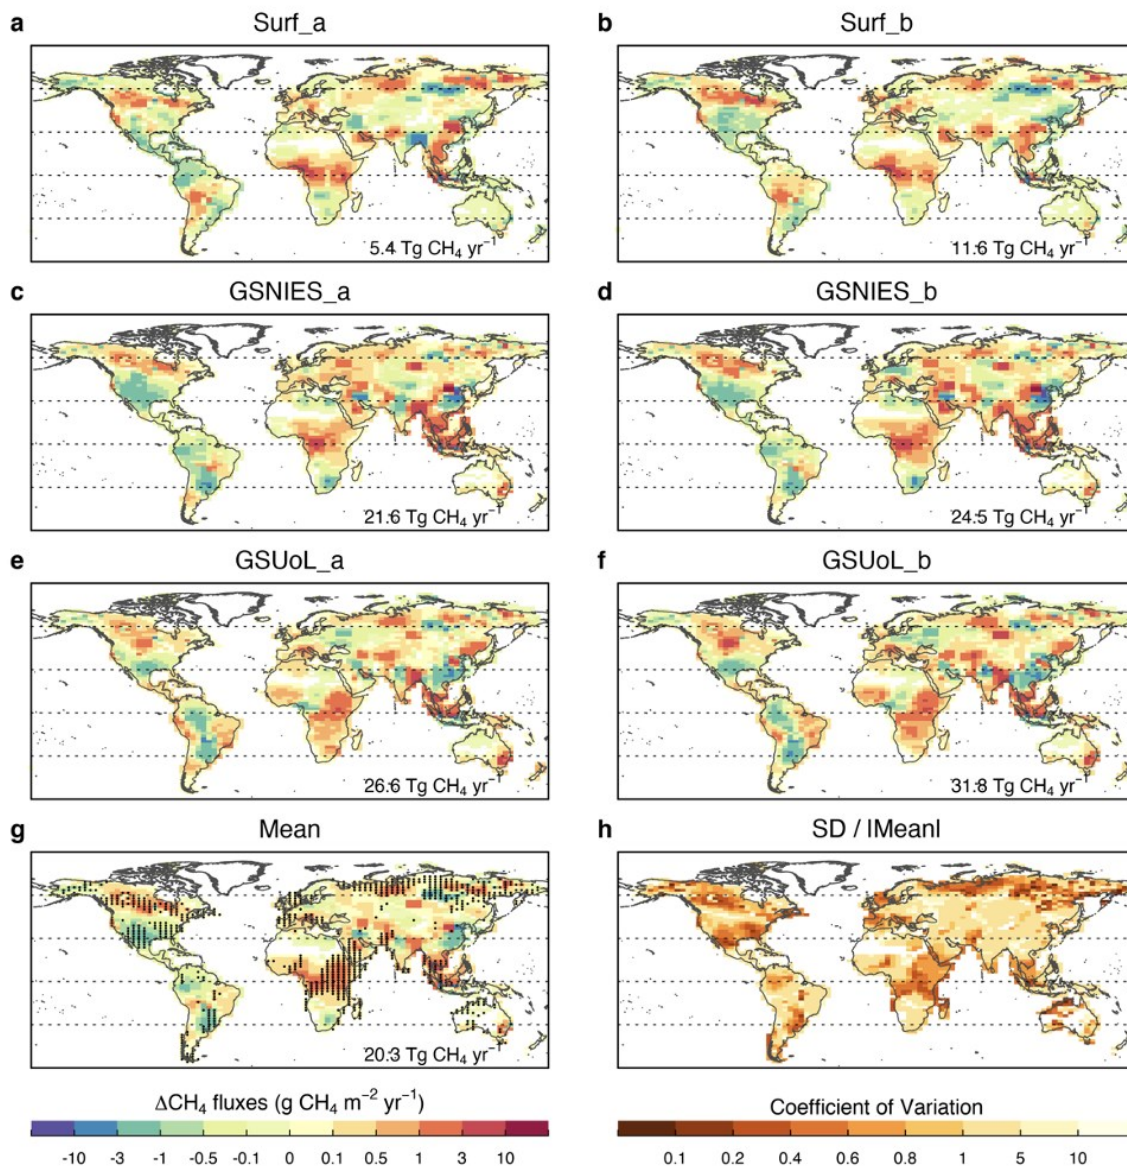 a Surf_a
b Surf_b
5.4 Tg CH₄ yr⁻¹
11.6 Tg CH₄ yr⁻¹
c GSNIES_a
d GSNIES_b
21.6 Tg CH₄ yr⁻¹
24.5 Tg CH₄ yr⁻¹
e GSUoL_a
f GSUoL_b
26.6 Tg CH₄ yr⁻¹
31.8 Tg CH₄ yr⁻¹
g Mean
h SD / |Mean|
20.3 Tg CH₄ yr⁻¹
ΔCH₄ fluxes (g CH₄ m⁻² yr⁻¹)
-10 -3 -1 -0.5 -0.1 0 0.1 0.5 1 3 10
Coefficient of Variation
0.1 0.2 0.4 0.6 0.8 1 5 10